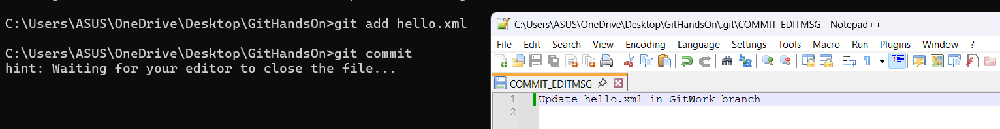 C:\Users\ASUS\OneDrive\Desktop\GitHandsOn>git add hello.xml
C:\Users\ASUS\OneDrive\Desktop\GitHandsOn>git commit
hint: Waiting for your editor to close the file...
C:\Users\ASUS\OneDrive\Desktop\GitHandsOn\.git\COMMIT_EDITMSG - Notepad++
File Edit Search View Encoding Language Settings Tools Macro Run Plugins Window ?
COMMIT_EDITMSG
1 Update hello.xml in GitWork branch
2